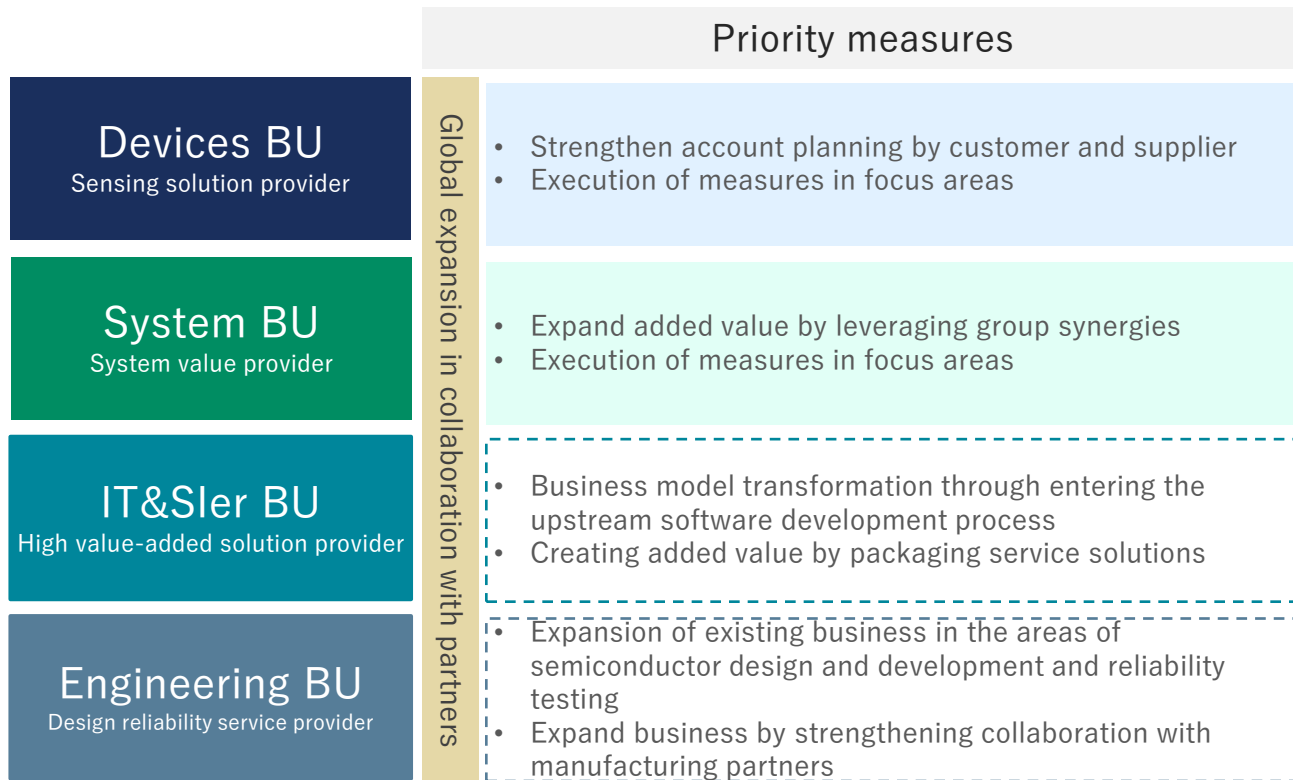 Priority measures
Devices BU
Sensing solution provider
Global expansion in collaboration with partners
• Strengthen account planning by customer and supplier
• Execution of measures in focus areas
System BU
System value provider
• Expand added value by leveraging group synergies
• Execution of measures in focus areas
IT&SIer BU
High value-added solution provider
• Business model transformation through entering the
upstream software development process
• Creating added value by packaging service solutions
Engineering BU
Design reliability service provider
• Expansion of existing business in the areas of
semiconductor design and development and reliability
testing
• Expand business by strengthening collaboration with
manufacturing partners